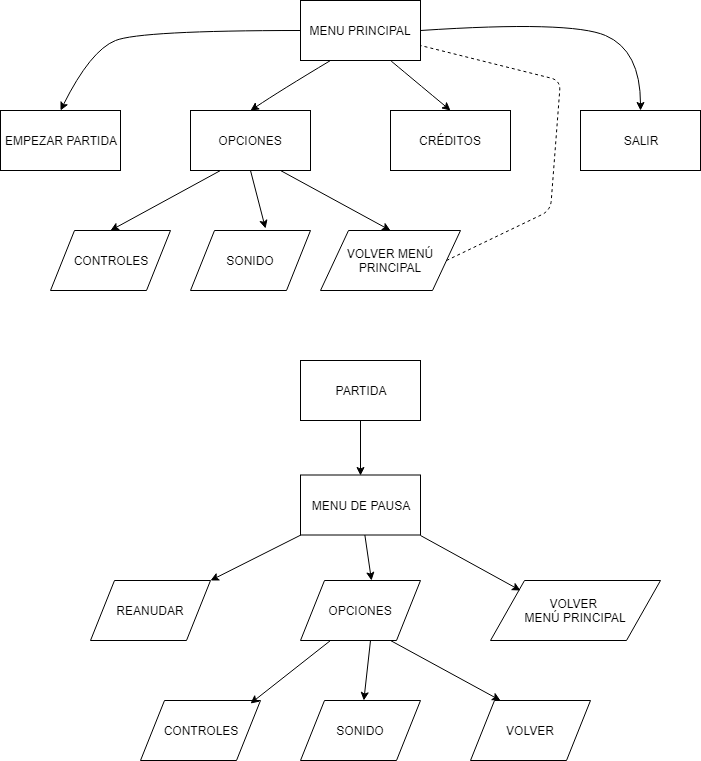 MENU PRINCIPAL
EMPEZAR PARTIDA
OPCIONES
CRÉDITOS
SALIR
CONTROLES
SONIDO
VOLVER MENÚ
PRINCIPAL
PARTIDA
MENU DE PAUSA
REANUDAR
OPCIONES
VOLVER
MENÚ PRINCIPAL
CONTROLES
SONIDO
VOLVER